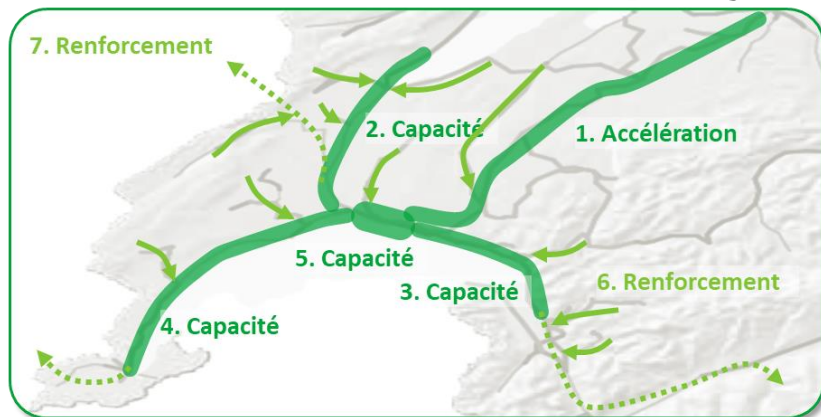 7. Renforcement
2. Capacité
1. Accélération
5. Capacité
3. Capacité
6. Renforcement
4. Capacité